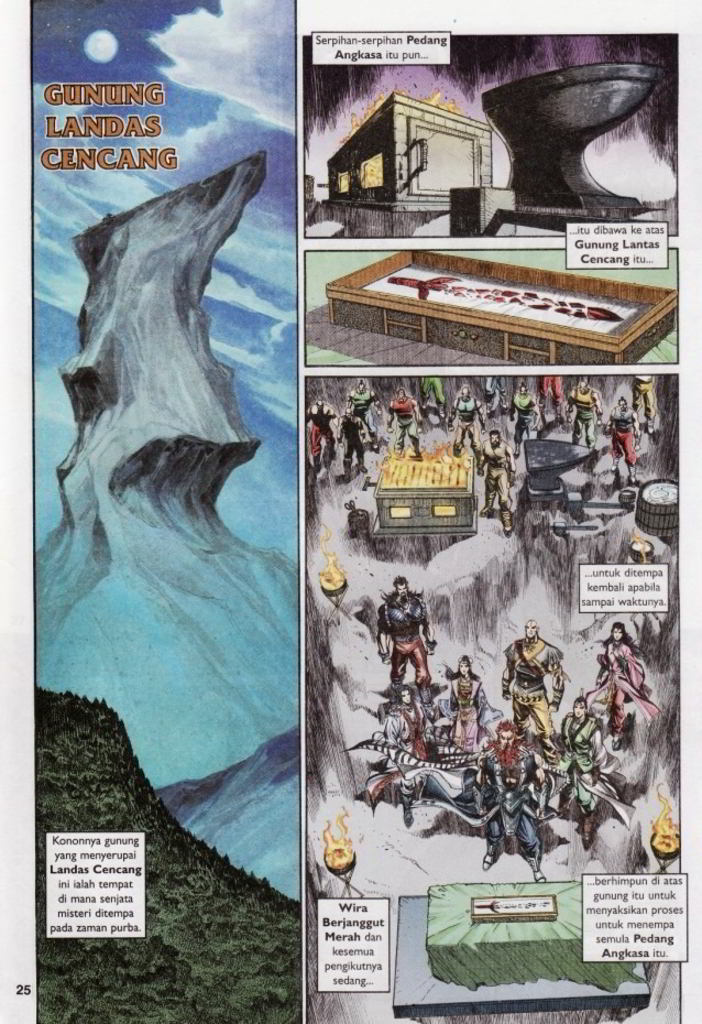 GUNUNG
LANDAS
CENCANG
Serpihan-serpihan Pedang
Angkasa itu pun...
...itu dibawa ke atas
Gunung Lantas
Cencang itu...
...untuk ditempa
kembali apabila
sampai waktunya.
Kononnya gunung
yang menyerupai
Landas Cencang
ini ialah tempat
di mana senjata
misteri ditempa
pada zaman purba.
Wira
Berjanggut
Merah dan
kesemua
pengikutnya
sedang...
...berhimpun di atas
gunung itu untuk
menyaksikan proses
untuk menempa
semula Pedang
Angkasa itu.
25